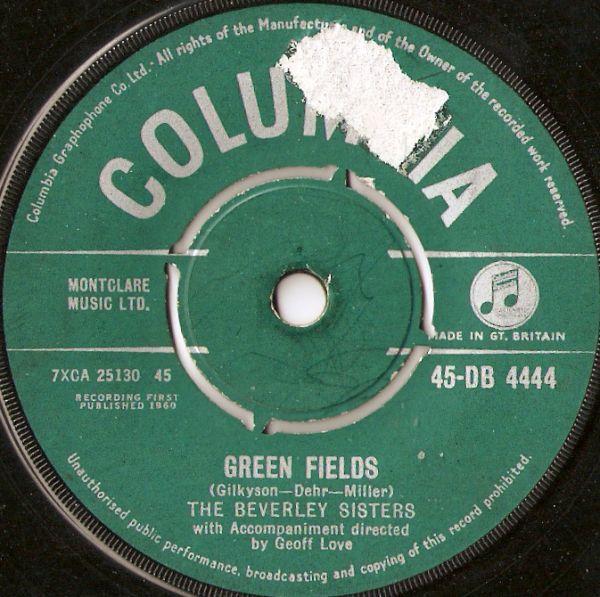 Columbia Graphophone Co. Ltd. - All rights of the Manufacturer and of the Owner of the recorded work reserved.
COLUM IA
MONTCLARE
MUSIC LTD.
MADE IN GT. BRITAIN
7XCA 25130 45
45-DB 4444
RECORDING FIRST
PUBLISHED 1960
GREEN FIELDS
(Gilkyson—Dehr—Miller)
THE BEVERLEY SISTERS
with Accompaniment directed
by Geoff Love
Unauthorised public performance, broadcasting and copying of this record prohibited.